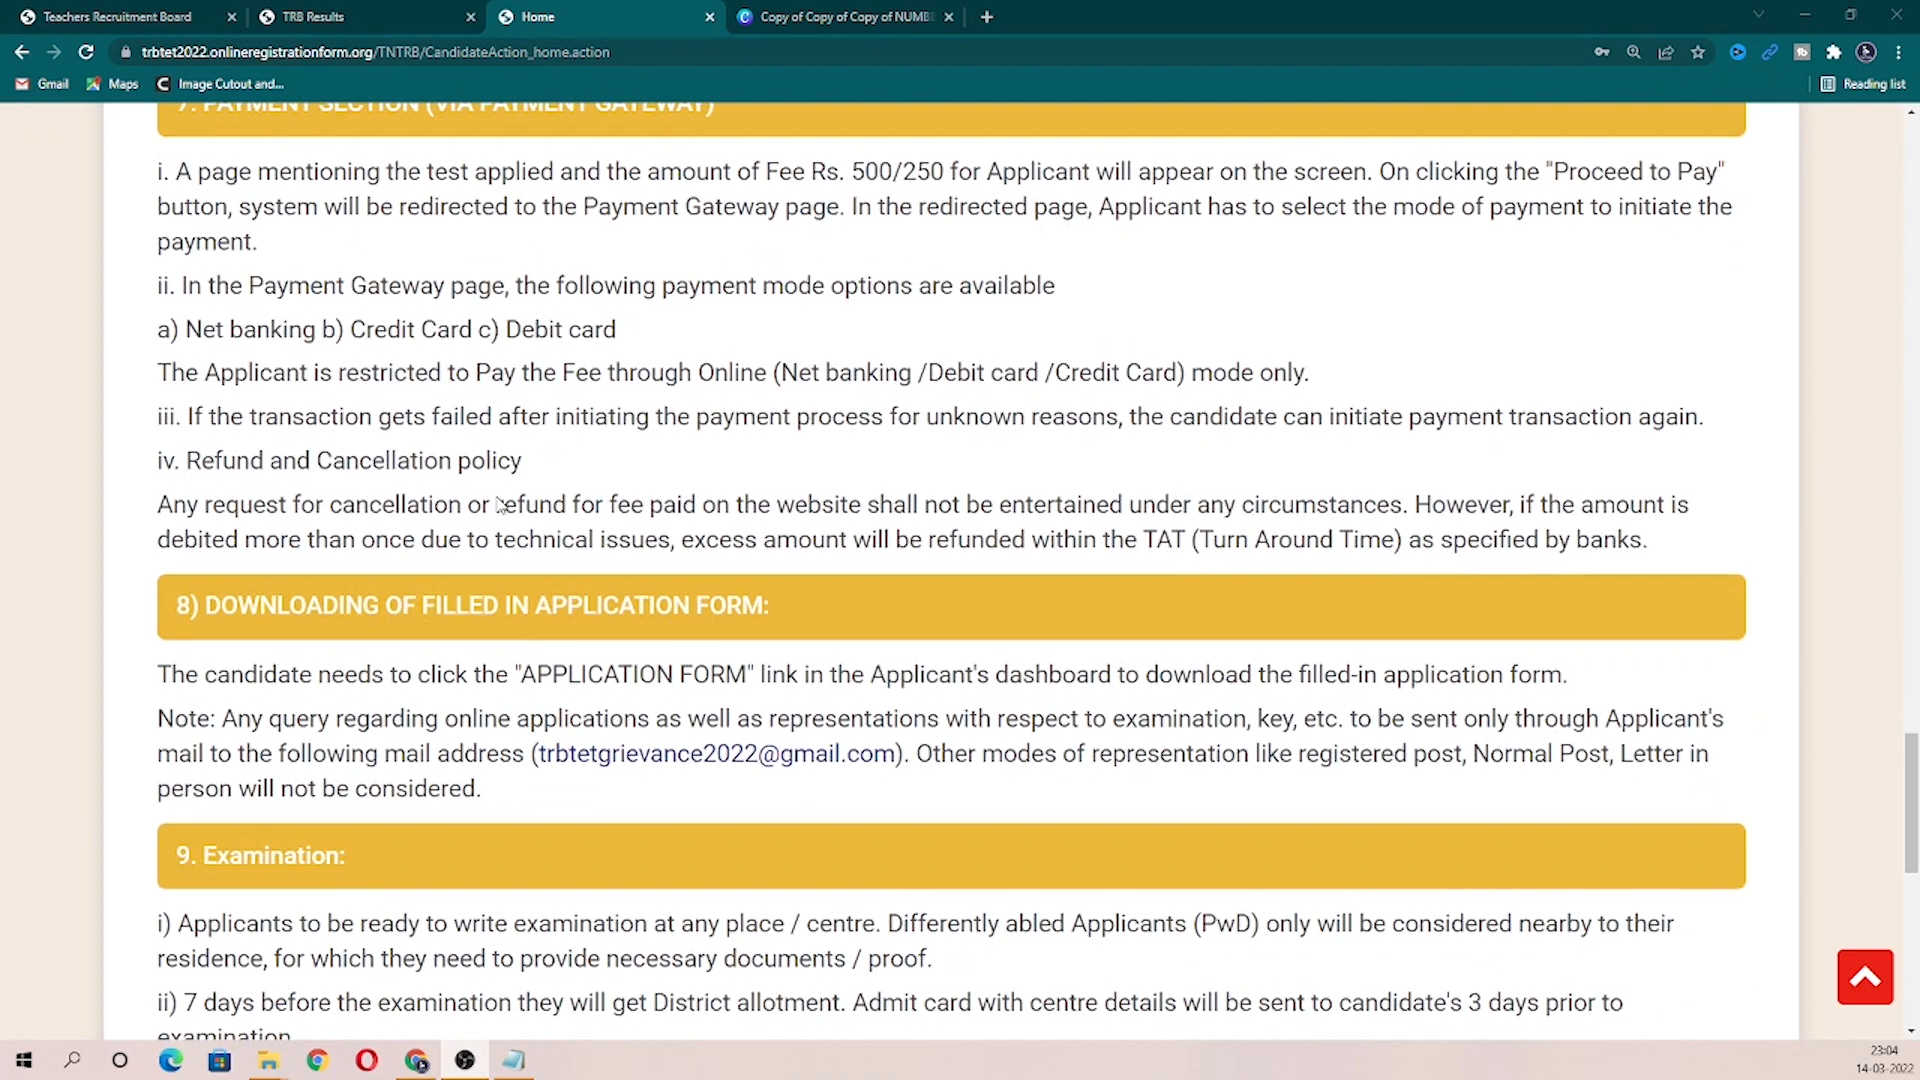 Teachers Recruitment Board
TRB Results
Home
Copy of Copy of Copy of NUMBE
trbtet2022.onlineregistrationform.org/TNTRB/CandidateAction_home.action
Gmail
Maps
Image Cutout and...
Reading list
7. PAYMENT SECTION (VIA PAYMENT GATEWAY)
i. A page mentioning the test applied and the amount of Fee Rs. 500/250 for Applicant will appear on the screen. On clicking the "Proceed to Pay"
button, system will be redirected to the Payment Gateway page. In the redirected page, Applicant has to select the mode of payment to initiate the
payment.
ii. In the Payment Gateway page, the following payment mode options are available
a) Net banking b) Credit Card c) Debit card
The Applicant is restricted to Pay the Fee through Online (Net banking /Debit card /Credit Card) mode only.
iii. If the transaction gets failed after initiating the payment process for unknown reasons, the candidate can initiate payment transaction again.
iv. Refund and Cancellation policy
Any request for cancellation or refund for fee paid on the website shall not be entertained under any circumstances. However, if the amount is
debited more than once due to technical issues, excess amount will be refunded within the TAT (Turn Around Time) as specified by banks.
8) DOWNLOADING OF FILLED IN APPLICATION FORM:
The candidate needs to click the "APPLICATION FORM" link in the Applicant's dashboard to download the filled-in application form.
Note: Any query regarding online applications as well as representations with respect to examination, key, etc. to be sent only through Applicant's
mail to the following mail address (trbtetgrievance2022@gmail.com). Other modes of representation like registered post, Normal Post, Letter in
person will not be considered.
9. Examination:
i) Applicants to be ready to write examination at any place / centre. Differently abled Applicants (PwD) only will be considered nearby to their
residence, for which they need to provide necessary documents / proof.
ii) 7 days before the examination they will get District allotment. Admit card with centre details will be sent to candidate's 3 days prior to
examination
23:04
14-03-2022